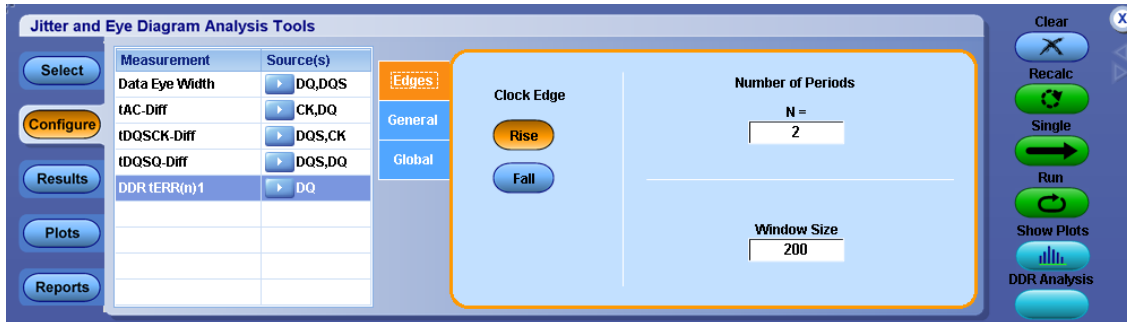 Jitter and Eye Diagram Analysis Tools
Select
Configure
Results
Plots
Reports
Measurement Source(s)
Data Eye Width DQ,DQS
tAC-Diff CK,DQ
tDQSCK-Diff DQS,CK
tDQSQ-Diff DQS,DQ
DDR tERR(n)1 DQ
Edges
General
Global
Clock Edge
Rise
Fall
Number of Periods
N =
2
Window Size
200
Clear
X
Recalc
Single
Run
Show Plots
DDR Analysis